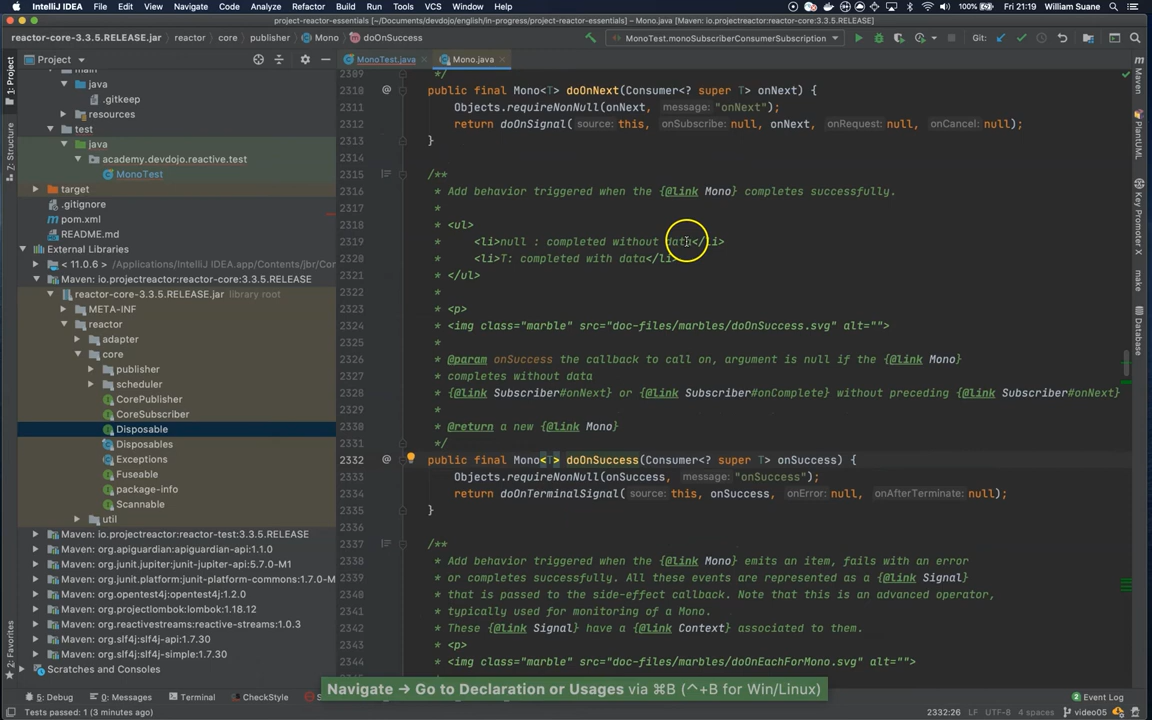 IntelliJ IDEA File Edit View Navigate Code Analyze Refactor Build Run Tools VCS Window Help 100% Fri 21:19 William Suane
project-reactor-essentials [~/Documents/devdojo/english/in-progress/project-reactor-essentials] – Mono.java [Maven: io.projectreactor:reactor-core:3.3.5.RELEASE]
reactor-core-3.3.5.RELEASE.jar reactor core publisher Mono doOnSuccess MonoTest.monoSubscriberConsumerSubscription Git:
Project MonoTest.java Mono.java
1: Project
7: Structure
2: Favorites
main
java
.gitkeep
resources
test
java
academy.devdojo.reactive.test
MonoTest
target
.gitignore
pom.xml
README.md
External Libraries
< 11.0.6 > /Applications/IntelliJ IDEA.app/Contents/jbr/Cont
Maven: io.projectreactor:reactor-core:3.3.5.RELEASE
reactor-core-3.3.5.RELEASE.jar library root
META-INF
reactor
adapter
core
publisher
scheduler
CorePublisher
CoreSubscriber
Disposable
Disposables
Exceptions
Fuseable
package-info
Scannable
util
Maven: io.projectreactor:reactor-test:3.3.5.RELEASE
Maven: org.apiguardian:apiguardian-api:1.1.0
Maven: org.junit.jupiter:junit-jupiter-api:5.7.0-M1
Maven: org.junit.platform:junit-platform-commons:1.7.0-M
Maven: org.opentest4j:opentest4j:1.2.0
Maven: org.projectlombok:lombok:1.18.12
Maven: org.reactivestreams:reactive-streams:1.0.3
Maven: org.slf4j:slf4j-api:1.7.30
Maven: org.slf4j:slf4j-simple:1.7.30
Scratches and Consoles
2309 */
2310 @ public final Mono<T> doOnNext(Consumer<? super T> onNext) {
2311 Objects.requireNonNull(onNext, message: "onNext");
2312 return doOnSignal( source: this, onSubscribe: null, onNext, onRequest: null, onCancel: null);
2313 }
2314
2315 /**
2316 * Add behavior triggered when the {@link Mono} completes successfully.
2317 *
2318 * <ul>
2319 * <li>null : completed without data</li>
2320 * <li>T: completed with data</li>
2321 * </ul>
2322 *
2323 * <p>
2324 * <img class="marble" src="doc-files/marbles/doOnSuccess.svg" alt="">
2325 *
2326 * @param onSuccess the callback to call on, argument is null if the {@link Mono}
2327 * completes without data
2328 * {@link Subscriber#onNext} or {@link Subscriber#onComplete} without preceding {@link Subscriber#onNext}
2329 *
2330 * @return a new {@link Mono}
2331 */
2332 @ public final Mono<T> doOnSuccess(Consumer<? super T> onSuccess) {
2333 Objects.requireNonNull(onSuccess, message: "onSuccess");
2334 return doOnTerminalSignal( source: this, onSuccess, onError: null, onAfterTerminate: null);
2335 }
2336
2337 /**
2338 * Add behavior triggered when the {@link Mono} emits an item, fails with an error
2339 * or completes successfully. All these events are represented as a {@link Signal}
2340 * that is passed to the side-effect callback. Note that this is an advanced operator,
2341 * typically used for monitoring of a Mono.
2342 * These {@link Signal} have a {@link Context} associated to them.
2343 * <p>
2344 * <img class="marble" src="doc-files/marbles/doOnEachForMono.svg" alt="">
Maven
PlantUML
Key Promoter X
make
Database
Navigate → Go to Declaration or Usages via ⌘B (^+B for Win/Linux)
5: Debug 0: Messages Terminal CheckStyle 2 Event Log
Tests passed: 1 (3 minutes ago) 2332:26 LF UTF-8 4 spaces video05